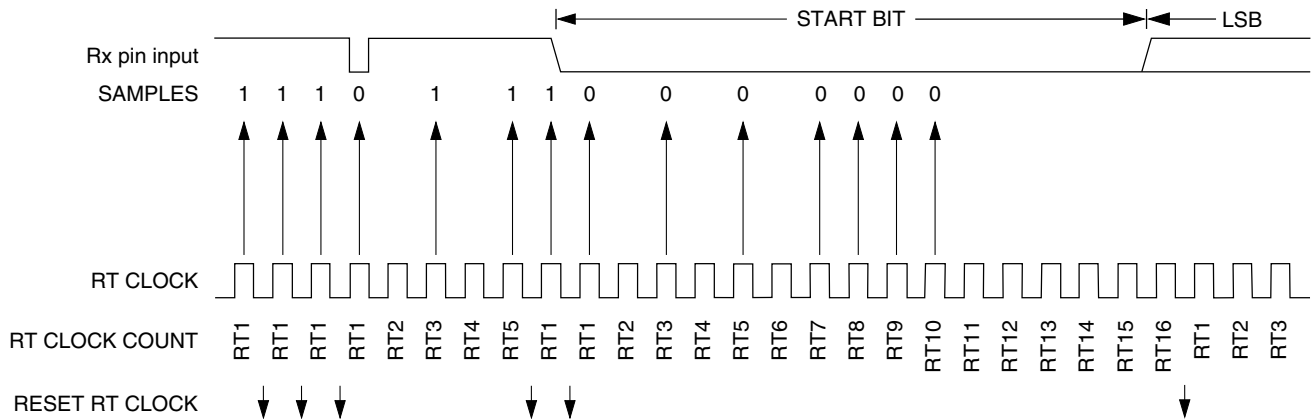 START BIT LSB
Rx pin input
SAMPLES 1 1 1 0 1 1 1 0 0 0 0 0 0 0
RT CLOCK
RT CLOCK COUNT RT1 RT1 RT1 RT1 RT2 RT3 RT4 RT5 RT1 RT1 RT2 RT3 RT4 RT5 RT6 RT7 RT8 RT9 RT10 RT11 RT12 RT13 RT14 RT15 RT16 RT1 RT2 RT3
RESET RT CLOCK